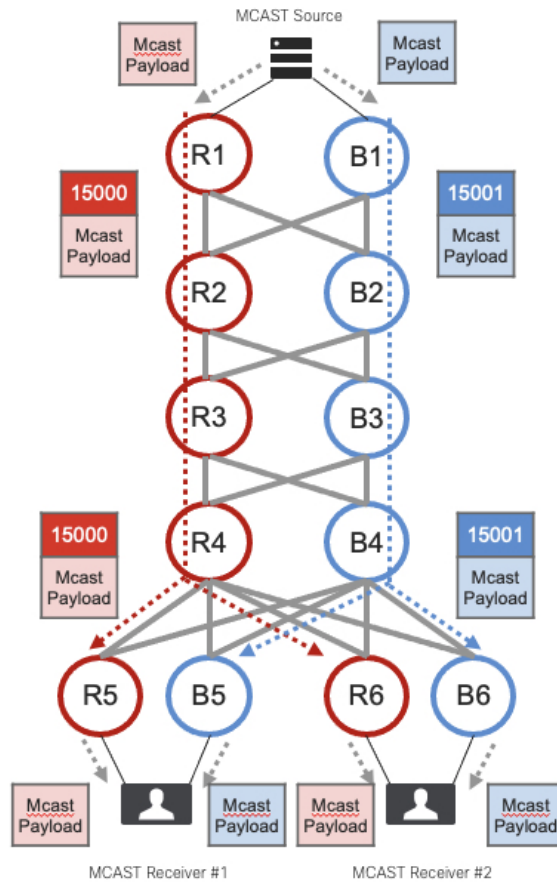 MCAST Source
Mcast
Payload
Mcast
Payload
R1
B1
15000
Mcast
Payload
15001
Mcast
Payload
R2
B2
R3
B3
R4
B4
15000
Mcast
Payload
15001
Mcast
Payload
R5
B5
R6
B6
Mcast
Payload
Mcast
Payload
Mcast
Payload
Mcast
Payload
MCAST Receiver #1
MCAST Receiver #2